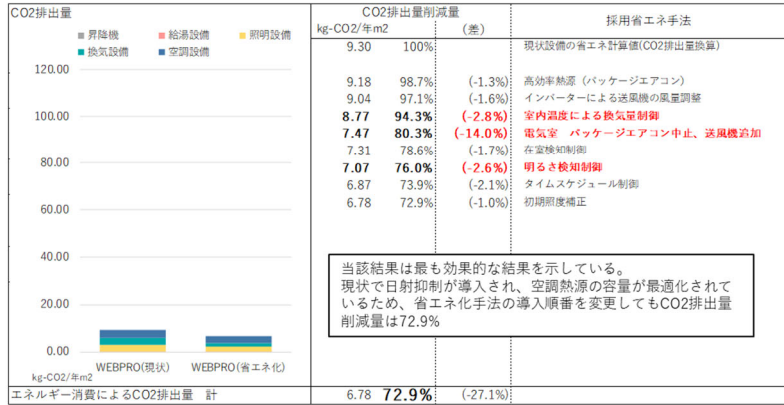 CO2排出量
昇降機 給湯設備 照明設備
換気設備 空調設備
120.00
100.00
80.00
60.00
40.00
20.00
0.00
WEBPRO(現状) WEBPRO(省エネ化)
kg-CO2/年m2
CO2排出量削減量 採用省エネ手法
kg-CO2/年m2 (差)
9.30 100% 現状設備の省エネ計算値(CO2排出量換算)
9.18 98.7% (-1.3%) 高効率熱源（パッケージエアコン）
9.04 97.1% (-1.6%) インバーターによる送風機の風量調整
8.77 94.3% (-2.8%) 室内温度による換気量制御
7.47 80.3% (-14.0%) 電気室　パッケージエアコン中止、送風機追加
7.31 78.6% (-1.7%) 在室検知制御
7.07 76.0% (-2.6%) 明るさ検知制御
6.87 73.9% (-2.1%) タイムスケジュール制御
6.78 72.9% (-1.0%) 初期照度補正
当該結果は最も効果的な結果を示している。
現状で日射抑制が導入され、空調熱源の容量が最適化されて
いるため、省エネ化手法の導入順番を変更してもCO2排出量
削減量は72.9%
エネルギー消費によるCO2排出量　計 6.78 72.9% (-27.1%)